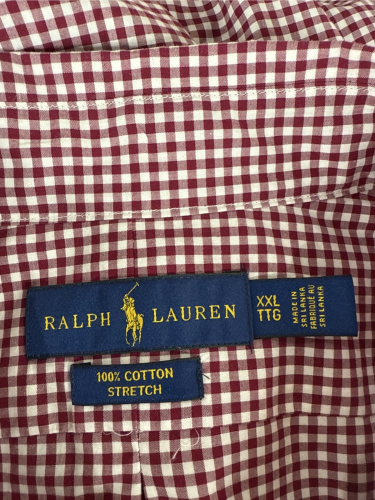 RALPH LAUREN
XXL
TTG
MADE IN
SRI LANKA
FABRIQUÉ AU
SRI LANKA
100% COTTON
STRETCH